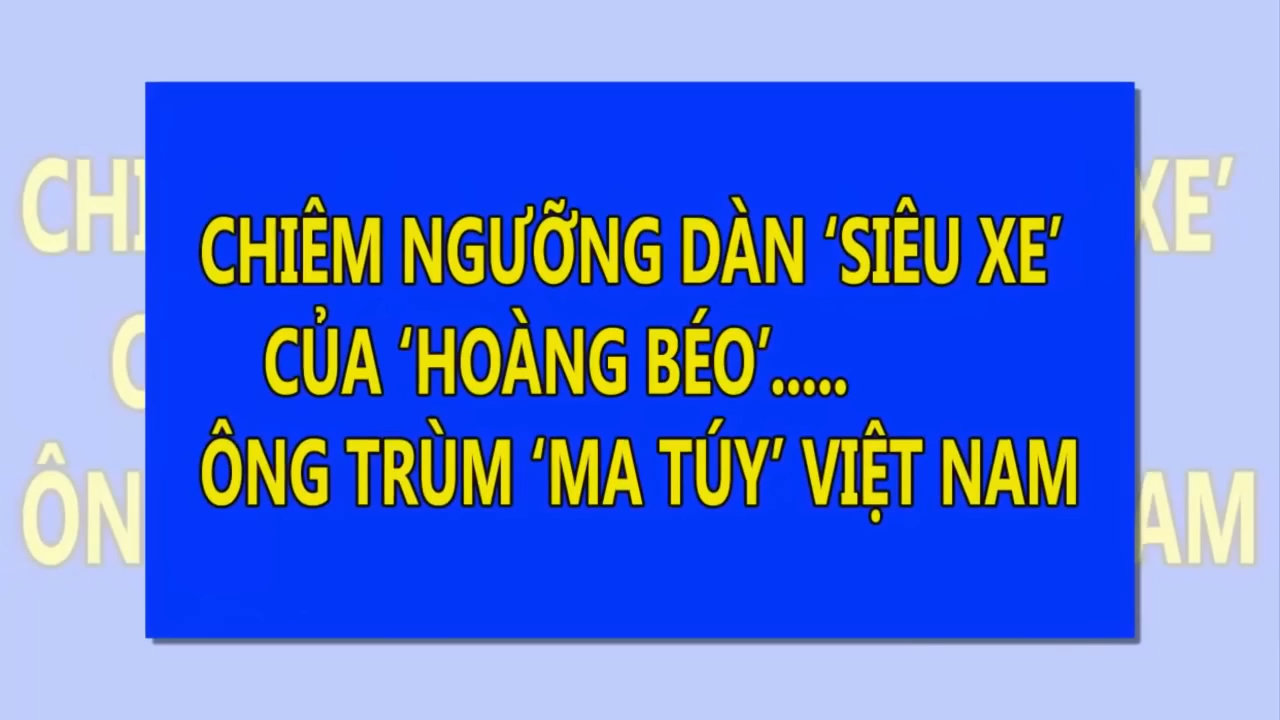 CHIÊM NGƯỠNG DÀN ‘SIÊU XE’
CỦA ‘HOÀNG BÉO’.....
ÔNG TRÙM ‘MA TÚY’ VIỆT NAM